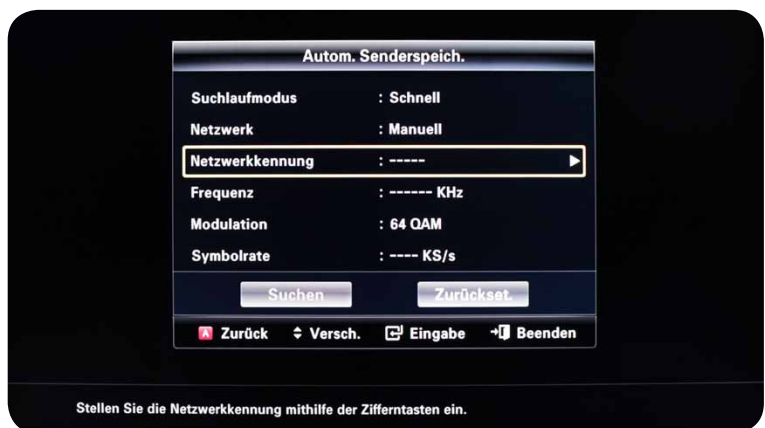 Autom. Senderspeich.
Suchlaufmodus : Schnell
Netzwerk : Manuell
Netzwerkkennung : -----
Frequenz : ------ KHz
Modulation : 64 QAM
Symbolrate : ---- KS/s
Suchen Zurückset.
A Zurück Versch. Eingabe Beenden
Stellen Sie die Netzwerkkennung mithilfe der Zifferntasten ein.